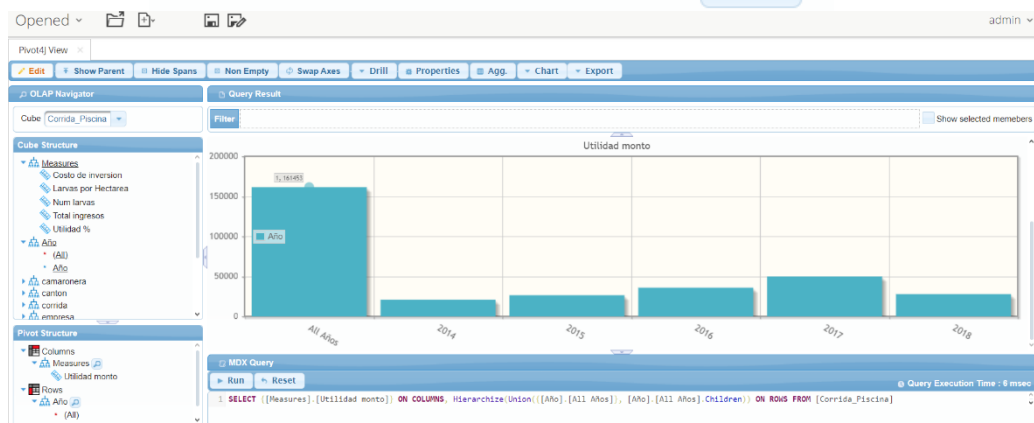 Opened
admin
Pivot4J View
Edit Show Parent Hide Spans Non Empty Swap Axes Drill Properties Agg. Chart Export
OLAP Navigator
Cube Corrida_Piscina
Cube Structure
Measures
Costo de inversion
Larvas por Hectarea
Num larvas
Total ingresos
Utilidad %
Año
(All)
Año
camaronera
canton
corrida
empresa
Pivot Structure
Columns
Measures
Utilidad monto
Rows
Año
(All)
Query Result
Filter
Show selected memebers
Utilidad monto
200000
150000
100000
50000
0
1, 161453
Año
All Años 2014 2015 2016 2017 2018
MDX Query
Run Reset
Query Execution Time : 6 msec
1 SELECT {[Measures].[Utilidad monto]} ON COLUMNS, Hierarchize(Union({[Año].[All Años]}, [Año].[All Años].Children)) ON ROWS FROM [Corrida_Piscina]